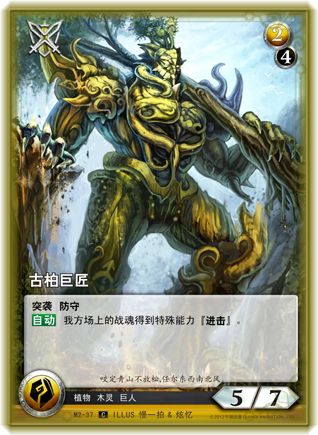 2
4
古柏巨匠
突袭 防守
自动 我方场上的战魂得到特殊能力『进击』。
咬定青山不放松,任尔东西南北风
植物 木灵 巨人
5/7
M2-37 C ILLUS 慢一拍 & 炫忆